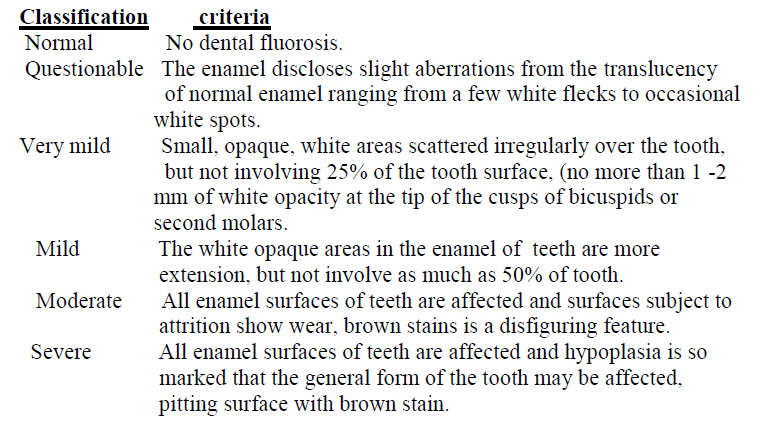 Classification criteria
Normal No dental fluorosis.
Questionable The enamel discloses slight aberrations from the translucency
of normal enamel ranging from a few white flecks to occasional
white spots.
Very mild Small, opaque, white areas scattered irregularly over the tooth,
but not involving 25% of the tooth surface, (no more than 1 -2
mm of white opacity at the tip of the cusps of bicuspids or
second molars.
Mild The white opaque areas in the enamel of teeth are more
extension, but not involve as much as 50% of tooth.
Moderate All enamel surfaces of teeth are affected and surfaces subject to
attrition show wear, brown stains is a disfiguring feature.
Severe All enamel surfaces of teeth are affected and hypoplasia is so
marked that the general form of the tooth may be affected,
pitting surface with brown stain.